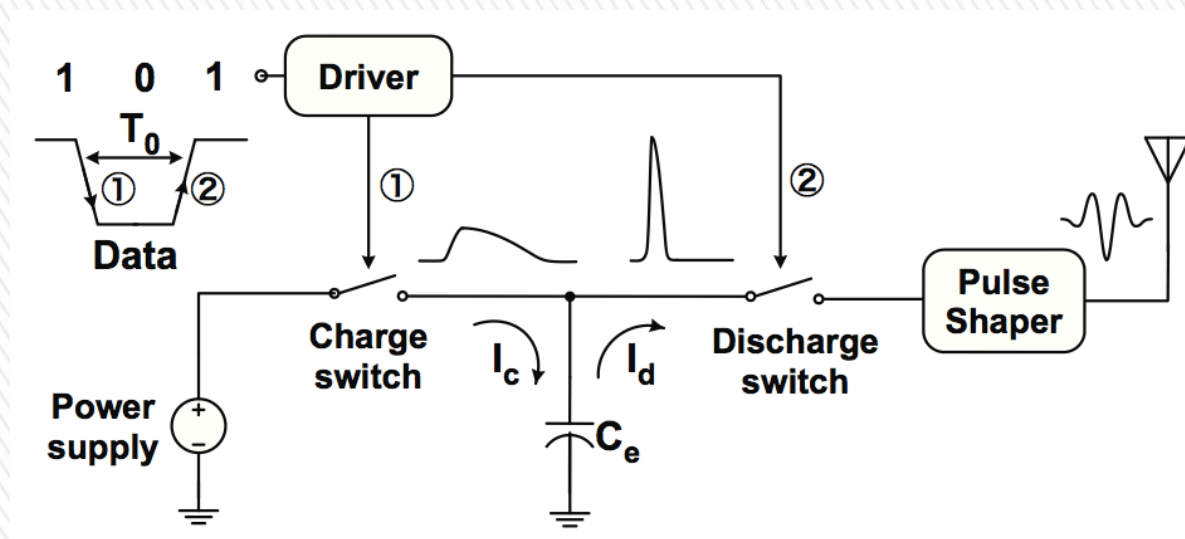 1 0 1
Driver
T0
①
②
Data
①
②
Charge
switch
Ic
Id
Discharge
switch
Pulse
Shaper
Power
supply
+
−
Ce